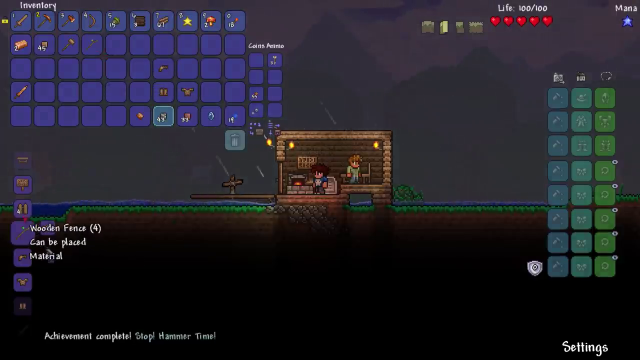 Inventory
Life: 100/100
Mana
Coins Ammo
Wooden Fence (4)
Can be placed
Material
Achievement complete! Stop! Hammer Time!
Settings